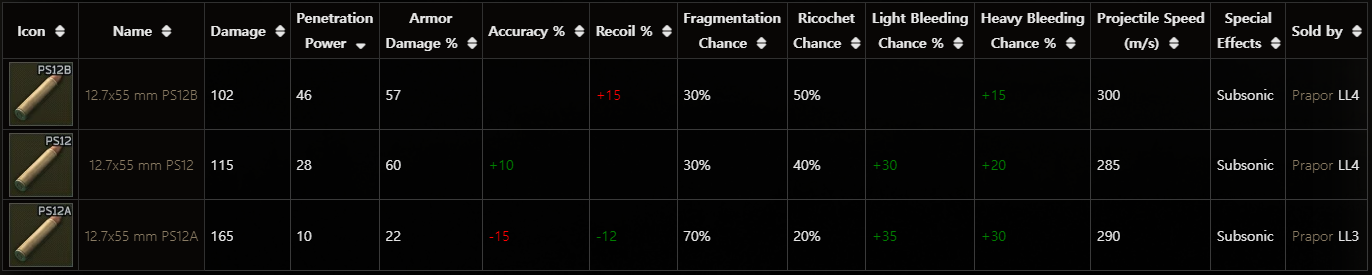 Icon Name Damage Penetration Power Armor Damage % Accuracy % Recoil % Fragmentation Chance Ricochet Chance Light Bleeding Chance % Heavy Bleeding Chance % Projectile Speed (m/s) Special Effects Sold by
PS12B 12.7x55 mm PS12B 102 46 57 +15 30% 50% +15 300 Subsonic Prapor LL4
PS12 12.7x55 mm PS12 115 28 60 +10 30% 40% +30 +20 285 Subsonic Prapor LL4
PS12A 12.7x55 mm PS12A 165 10 22 -15 -12 70% 20% +35 +30 290 Subsonic Prapor LL3